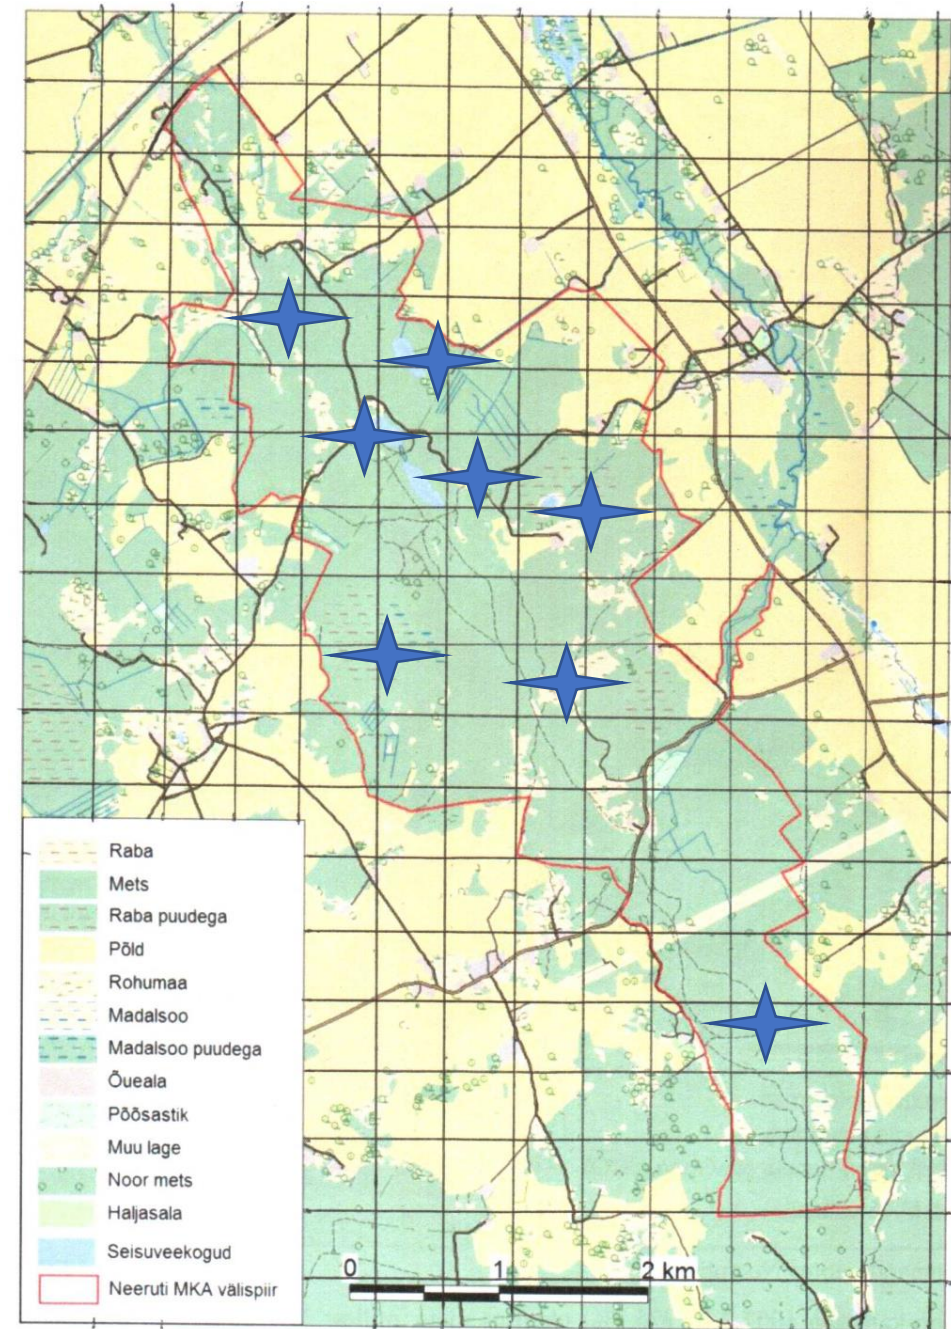 Raba
Mets
Raba puudega
Põld
Rohumaa
Madalsoo
Madalsoo puudega
Õueala
Põõsastik
Muu lage
Noor mets
Haljasala
Seisuveekogud
Neeruti MKA välispiir
0 1 2 km